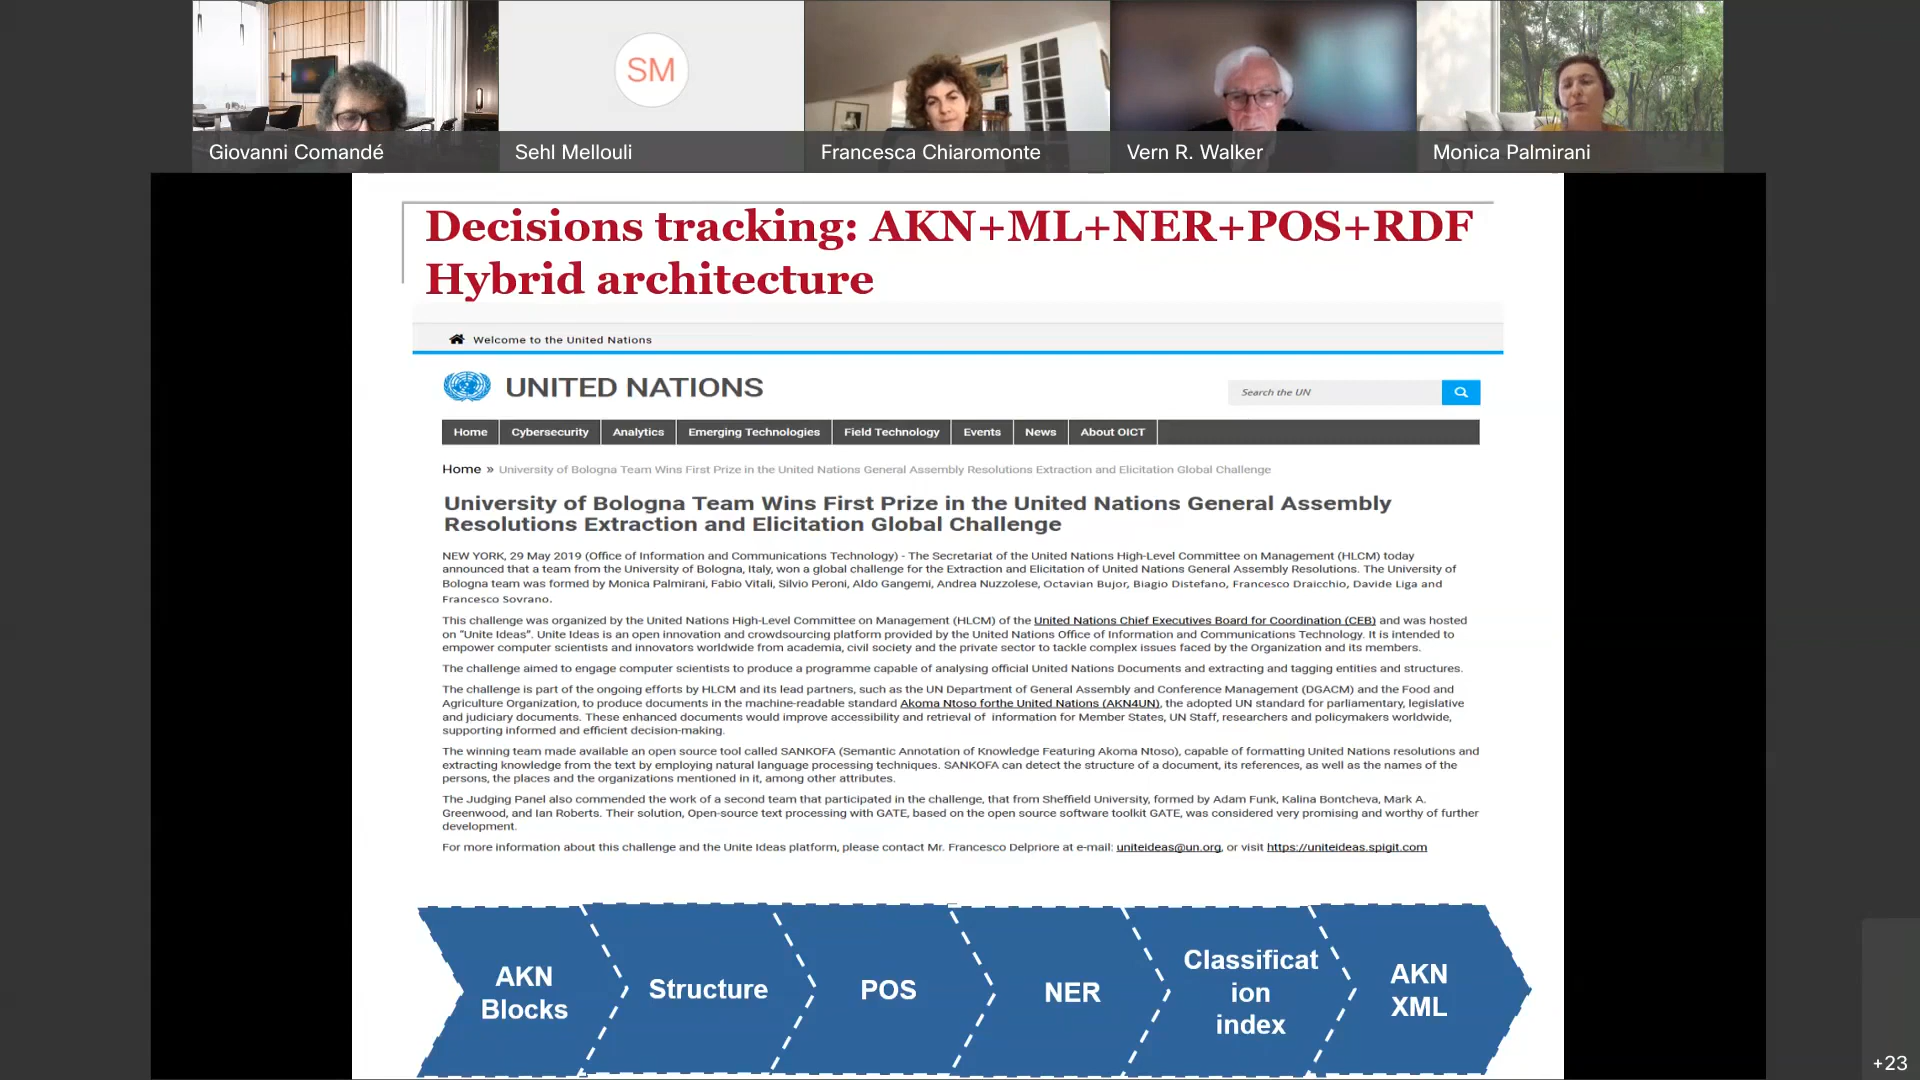 SM
Giovanni Comandé
Sehl Mellouli
Francesca Chiaromonte
Vern R. Walker
Monica Palmirani
Decisions tracking: AKN+ML+NER+POS+RDF
Hybrid architecture
Welcome to the United Nations
UNITED NATIONS
Search the UN
Home Cybersecurity Analytics Emerging Technologies Field Technology Events News About OICT
Home » University of Bologna Team Wins First Prize in the United Nations General Assembly Resolutions Extraction and Elicitation Global Challenge
University of Bologna Team Wins First Prize in the United Nations General Assembly
Resolutions Extraction and Elicitation Global Challenge
NEW YORK, 29 May 2019 (Office of Information and Communications Technology) - The Secretariat of the United Nations High-Level Committee on Management (HLCM) today
announced that a team from the University of Bologna, Italy, won a global challenge for the Extraction and Elicitation of United Nations General Assembly Resolutions. The University of
Bologna team was formed by Monica Palmirani, Fabio Vitali, Silvio Peroni, Aldo Gangemi, Andrea Nuzzolese, Octavian Bujor, Biagio Distefano, Francesco Draicchio, Davide Liga and
Francesco Sovrano.
This challenge was organized by the United Nations High-Level Committee on Management (HLCM) of the United Nations Chief Executives Board for Coordination (CEB) and was hosted
on "Unite Ideas". Unite Ideas is an open innovation and crowdsourcing platform provided by the United Nations Office of Information and Communications Technology. It is intended to
empower computer scientists and innovators worldwide from academia, civil society and the private sector to tackle complex issues faced by the Organization and its members.
The challenge aimed to engage computer scientists to produce a programme capable of analysing official United Nations Documents and extracting and tagging entities and structures.
The challenge is part of the ongoing efforts by HLCM and its lead partners, such as the UN Department of General Assembly and Conference Management (DGACM) and the Food and
Agriculture Organization, to produce documents in the machine-readable standard Akoma Ntoso forthe United Nations (AKN4UN), the adopted UN standard for parliamentary, legislative
and judiciary documents. These enhanced documents would improve accessibility and retrieval of information for Member States, UN Staff, researchers and policymakers worldwide,
supporting informed and efficient decision-making.
The winning team made available an open source tool called SANKOFA (Semantic Annotation of Knowledge Featuring Akoma Ntoso), capable of formatting United Nations resolutions and
extracting knowledge from the text by employing natural language processing techniques. SANKOFA can detect the structure of a document, its references, as well as the names of the
persons, the places and the organizations mentioned in it, among other attributes.
The Judging Panel also commended the work of a second team that participated in the challenge, that from Sheffield University, formed by Adam Funk, Kalina Bontcheva, Mark A.
Greenwood, and Ian Roberts. Their solution, Open-source text processing with GATE, based on the open source software toolkit GATE, was considered very promising and worthy of further
development.
For more information about this challenge and the Unite Ideas platform, please contact Mr. Francesco Delpriore at e-mail: uniteideas@un.org, or visit https://uniteideas.spigit.com
AKN
Blocks
Structure
POS
NER
Classificat
ion
index
AKN
XML
+23